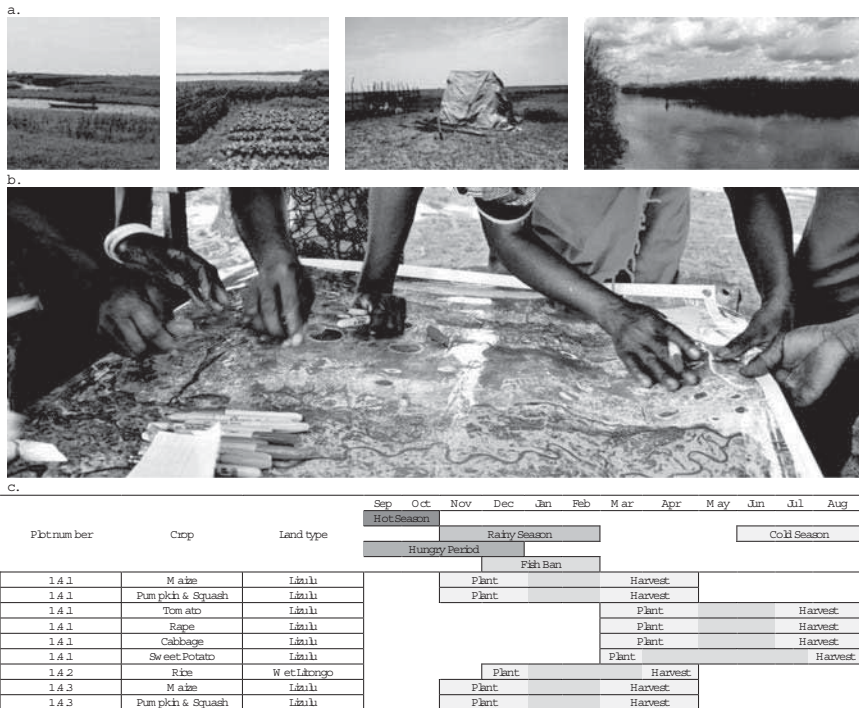 a.
b.
c.
Sep Oct Nov Dec Jan Feb Mar Apr May Jun Jul Aug
Hot Season
Plot number Crop Land type Rainy Season Cold Season
Hungry Period
Fish Ban
1.4.1 Maize Lizulu Plant Harvest
1.4.1 Pumpkin & Squash Lizulu Plant Harvest
1.4.1 Tomato Lizulu Plant Harvest
1.4.1 Rape Lizulu Plant Harvest
1.4.1 Cabbage Lizulu Plant Harvest
1.4.1 Sweet Potato Lizulu Plant Harvest
1.4.2 Rice Wet Litongo Plant Harvest
1.4.3 Maize Lizulu Plant Harvest
1.4.3 Pumpkin & Squash Lizulu Plant Harvest